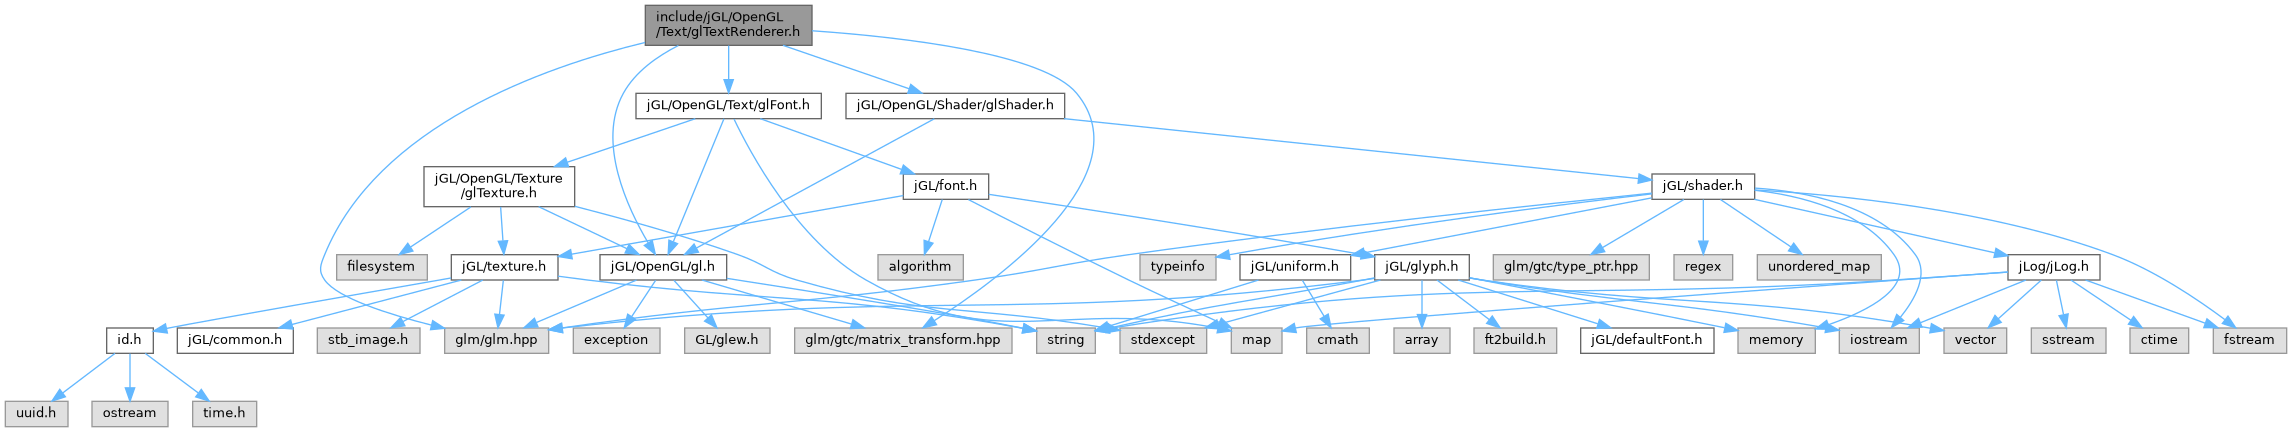 include/jGL/OpenGL
/Text/glTextRenderer.h
jGL/OpenGL/Text/glFont.h
jGL/OpenGL/Shader/glShader.h
jGL/OpenGL/Texture
/glTexture.h
jGL/font.h
jGL/shader.h
filesystem
jGL/texture.h
jGL/OpenGL/gl.h
algorithm
typeinfo
jGL/uniform.h
jGL/glyph.h
glm/gtc/type_ptr.hpp
regex
unordered_map
jLog/jLog.h
id.h
jGL/common.h
stb_image.h
glm/glm.hpp
exception
GL/glew.h
glm/gtc/matrix_transform.hpp
string
stdexcept
map
cmath
array
ft2build.h
jGL/defaultFont.h
memory
iostream
vector
sstream
ctime
fstream
uuid.h
ostream
time.h